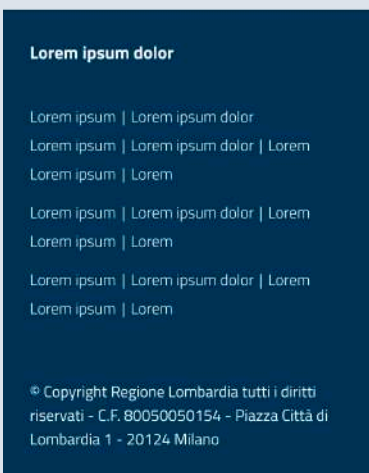 Lorem ipsum dolor
Lorem ipsum | Lorem ipsum dolor
Lorem ipsum | Lorem ipsum dolor | Lorem
Lorem ipsum | Lorem
Lorem ipsum | Lorem ipsum dolor | Lorem
Lorem ipsum | Lorem
Lorem ipsum | Lorem ipsum dolor | Lorem
Lorem ipsum | Lorem
© Copyright Regione Lombardia tutti i diritti
riservati - C.F. 80050050154 - Piazza Città di
Lombardia 1 - 20124 Milano